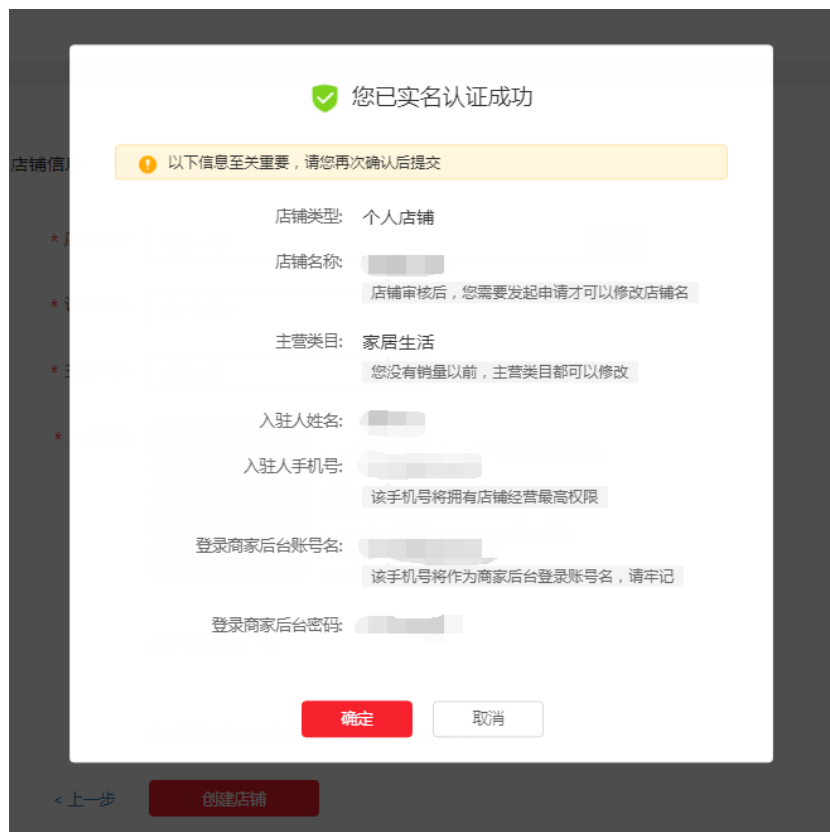 您已实名认证成功
以下信息至关重要，请您再次确认后提交
店铺信息
店铺类型: 个人店铺
店铺名称:
店铺审核后，您需要发起申请才可以修改店铺名
主营类目: 家居生活
您没有销量以前，主营类目都可以修改
入驻人姓名:
入驻人手机号:
该手机号将拥有店铺经营最高权限
登录商家后台账号名:
该手机号将作为商家后台登录账号名，请牢记
登录商家后台密码:
确定 取消
< 上一步 创建店铺